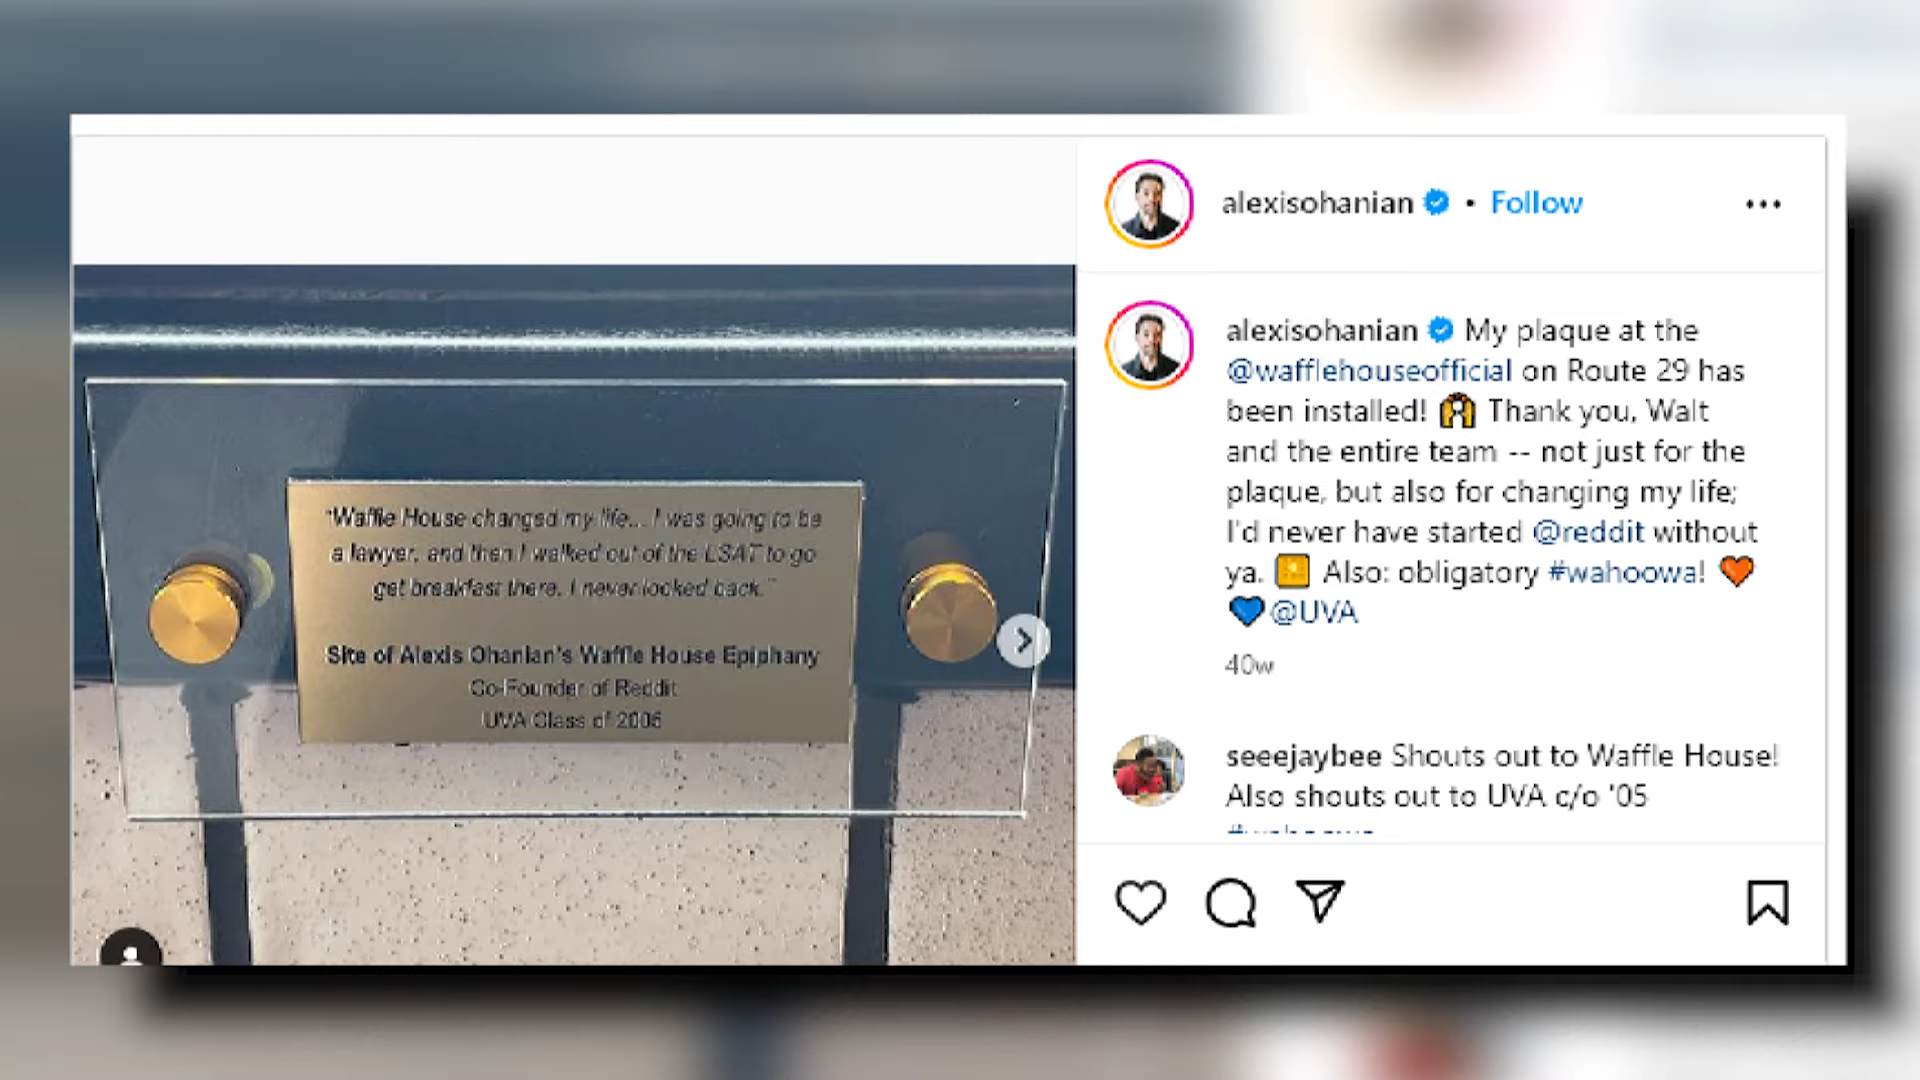 "Waffle House changed my life... I was going to be
a lawyer, and then I walked out of the LSAT to go
get breakfast there. I never looked back."
Site of Alexis Ohanian's Waffle House Epiphany
Co-Founder of Reddit
UVA Class of 2005
alexisohanian • Follow
alexisohanian My plaque at the
@wafflehouseofficial on Route 29 has
been installed! Thank you, Walt
and the entire team -- not just for the
plaque, but also for changing my life;
I'd never have started @reddit without
ya. 🧇 Also: obligatory #wahoowa! 🧡
💙@UVA
40w
seeejaybee Shouts out to Waffle House!
Also shouts out to UVA c/o '05